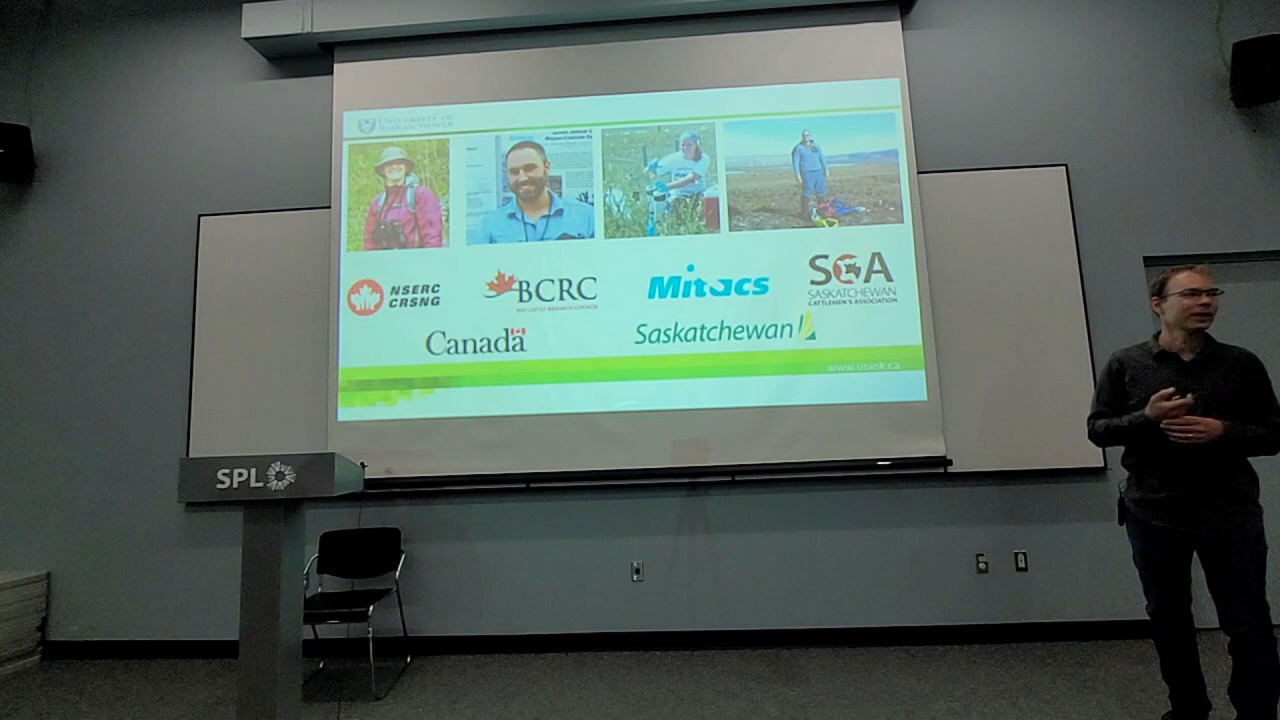 UNIVERSITY OF
SASKATCHEWAN
NSERC
CRSNG
BCRC
BEEF CATTLE RESEARCH COUNCIL
Mitacs
SCA
SASKATCHEWAN
CATTLEMEN'S ASSOCIATION
Canada
Saskatchewan
www.usask.ca
SPL